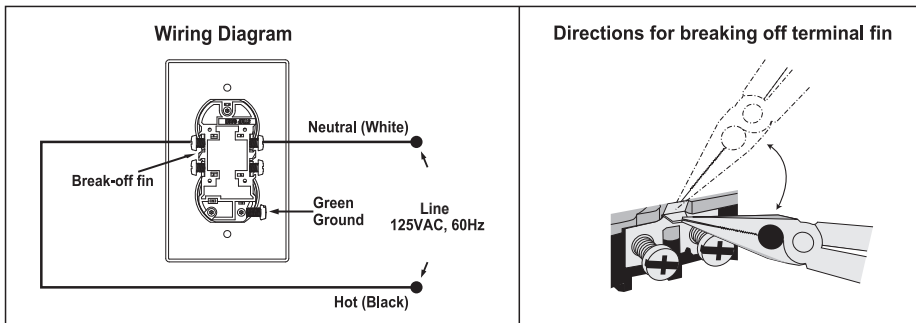 Wiring Diagram
Neutral (White)
Break-off fin
Green
Ground
Line
125VAC, 60Hz
Hot (Black)
Directions for breaking off terminal fin